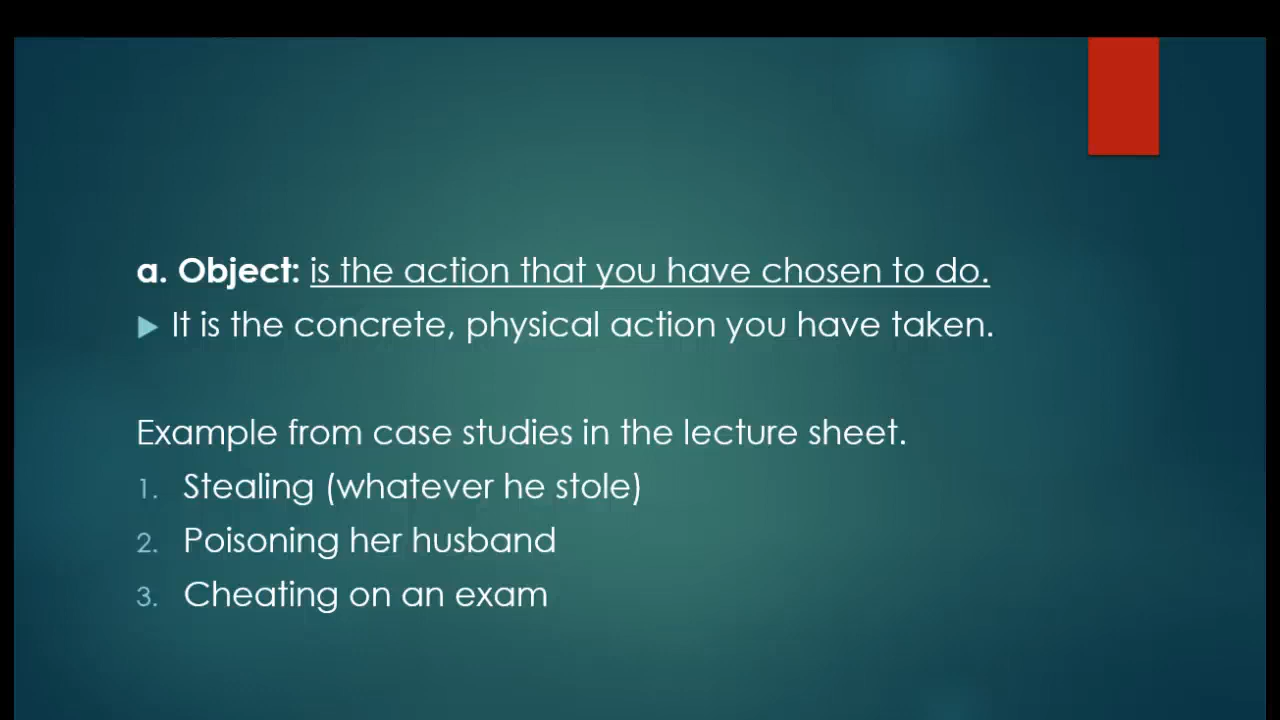 a. Object: is the action that you have chosen to do.
It is the concrete, physical action you have taken.
Example from case studies in the lecture sheet.
1. Stealing (whatever he stole)
2. Poisoning her husband
3. Cheating on an exam